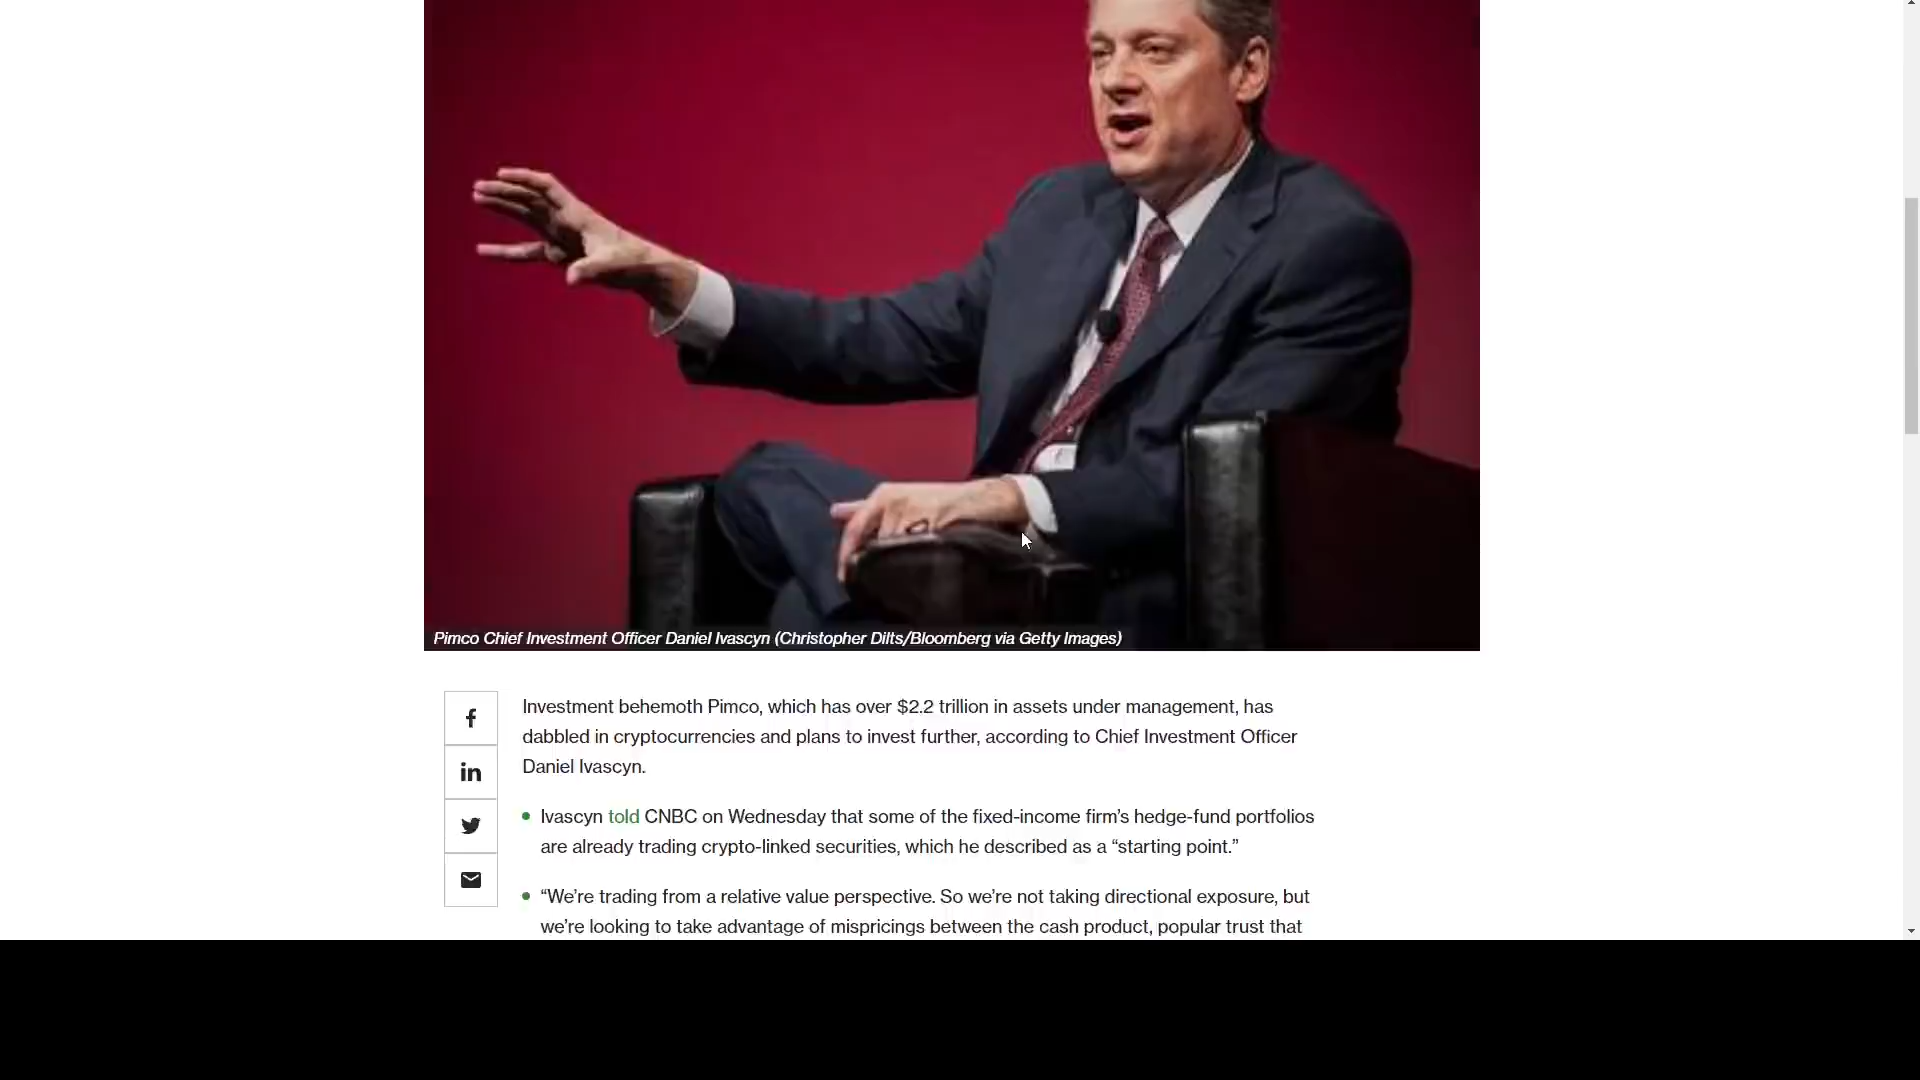 Pimco Chief Investment Officer Daniel Ivascyn (Christopher Dilts/Bloomberg via Getty Images)
Investment behemoth Pimco, which has over $2.2 trillion in assets under management, has
dabbled in cryptocurrencies and plans to invest further, according to Chief Investment Officer
Daniel Ivascyn.
Ivascyn told CNBC on Wednesday that some of the fixed-income firm’s hedge-fund portfolios
are already trading crypto-linked securities, which he described as a “starting point.”
“We’re trading from a relative value perspective. So we’re not taking directional exposure, but
we’re looking to take advantage of mispricings between the cash product, popular trust that